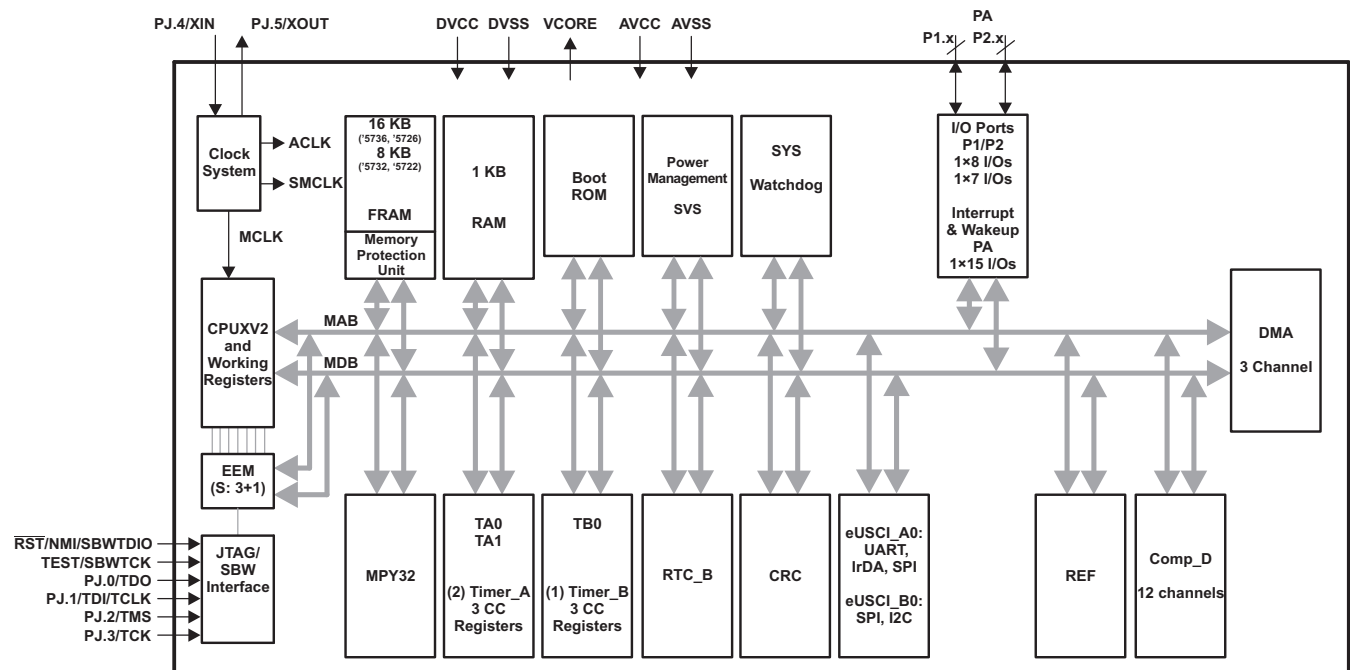 PJ.4/XIN
PJ.5/XOUT
DVCC
DVSS
VCORE
AVCC
AVSS
PA
P1.x
P2.x
Clock
System
ACLK
SMCLK
MCLK
16 KB
('5736, '5726)
8 KB
('5732, '5722)
FRAM
Memory
Protection
Unit
1 KB
RAM
Boot
ROM
Power
Management
SVS
SYS
Watchdog
I/O Ports
P1/P2
1×8 I/Os
1×7 I/Os
Interrupt
& Wakeup
PA
1×15 I/Os
CPUXV2
and
Working
Registers
MAB
MDB
DMA
3 Channel
EEM
(S: 3+1)
RST/NMI/SBWTDIO
TEST/SBWTCK
PJ.0/TDO
PJ.1/TDI/TCLK
PJ.2/TMS
PJ.3/TCK
JTAG/
SBW
Interface
MPY32
TA0
TA1
(2) Timer_A
3 CC
Registers
TB0
(1) Timer_B
3 CC
Registers
RTC_B
CRC
eUSCI_A0:
UART,
IrDA, SPI
eUSCI_B0:
SPI, I2C
REF
Comp_D
12 channels